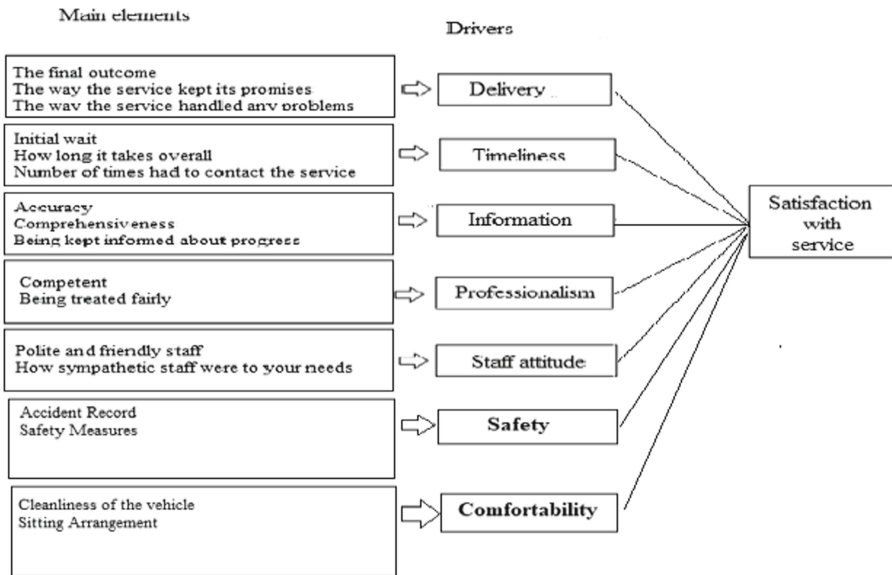 Main elements
Drivers
The final outcome
The way the service kept its promises
The way the service handled any problems
Delivery
Initial wait
How long it takes overall
Number of times had to contact the service
Timeliness
Accuracy
Comprehensiveness
Being kept informed about progress
Information
Competent
Being treated fairly
Professionalism
Polite and friendly staff
How sympathetic staff were to your needs
Staff attitude
Accident Record
Safety Measures
Safety
Cleanliness of the vehicle
Sitting Arrangement
Comfortability
Satisfaction
with
service